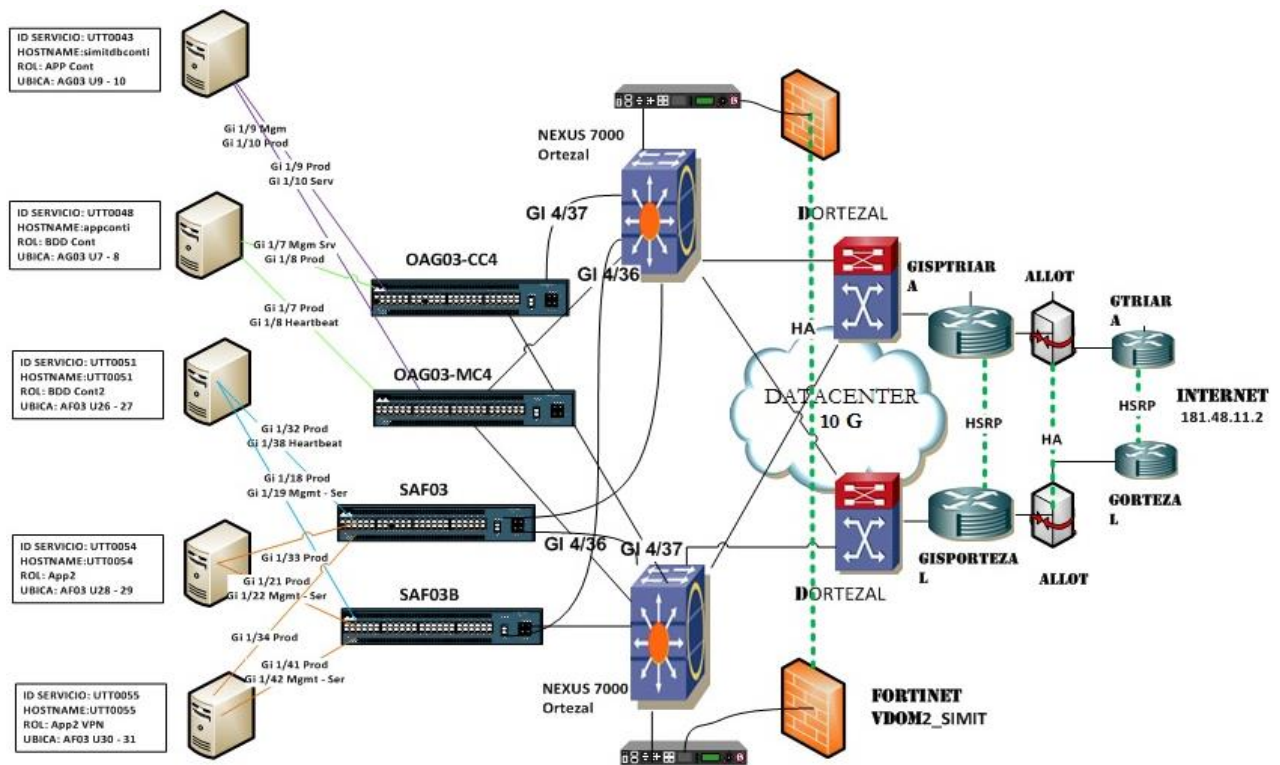 ID SERVICIO: UTT0043
HOSTNAME:simitdbconti
ROL: APP Cont
UBICA: AG03 U9 - 10
Gi 1/9 Mgm
Gi 1/10 Prod
Gi 1/9 Prod
Gi 1/10 Serv
ID SERVICIO: UTT0048
HOSTNAME:appconti
ROL: BDD Cont
UBICA: AG03 U7 - 8
Gi 1/7 Mgm Srv
Gi 1/8 Prod
Gi 1/7 Prod
Gi 1/8 Heartbeat
ID SERVICIO: UTT0051
HOSTNAME:UTT0051
ROL: BDD Cont2
UBICA: AF03 U26 - 27
Gi 1/32 Prod
Gi 1/38 Heartbeat
Gi 1/18 Prod
Gi 1/19 Mgmt - Ser
ID SERVICIO: UTT0054
HOSTNAME:UTT0054
ROL: App2
UBICA: AF03 U28 - 29
Gi 1/33 Prod
Gi 1/21 Prod
Gi 1/22 Mgmt - Ser
Gi 1/34 Prod
Gi 1/41 Prod
Gi 1/42 Mgmt - Ser
ID SERVICIO: UTT0055
HOSTNAME:UTT0055
ROL: App2 VPN
UBICA: AF03 U30 - 31
OAG03-CC4
OAG03-MC4
SAF03
SAF03B
NEXUS 7000
Ortezal
GI 4/37
GI 4/36
GI 4/36
GI 4/37
NEXUS 7000
Ortezal
DORTEZAL
HA
DATACENTER
10 G
DORTEZAL
FORTINET
VDOM2_SIMIT
GISPTRIAR
A
HSRP
GISPORTEZA
L
ALLOT
HA
ALLOT
GTRIAR
A
HSRP
GORTEZA
L
INTERNET
181.48.11.2